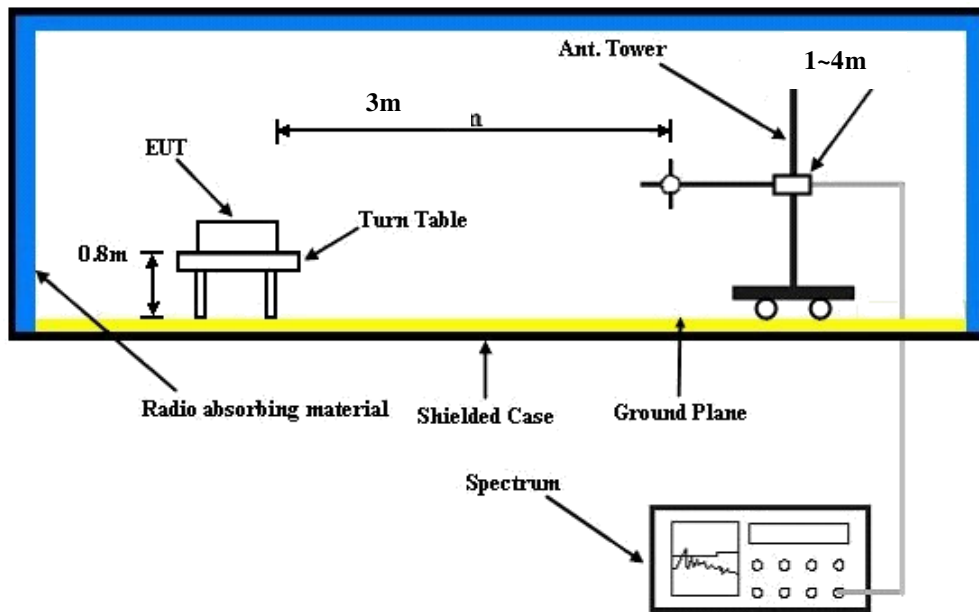 Ant. Tower
1~4m
3m
n
EUT
Turn Table
0.8m
Radio absorbing material
Shielded Case
Ground Plane
Spectrum